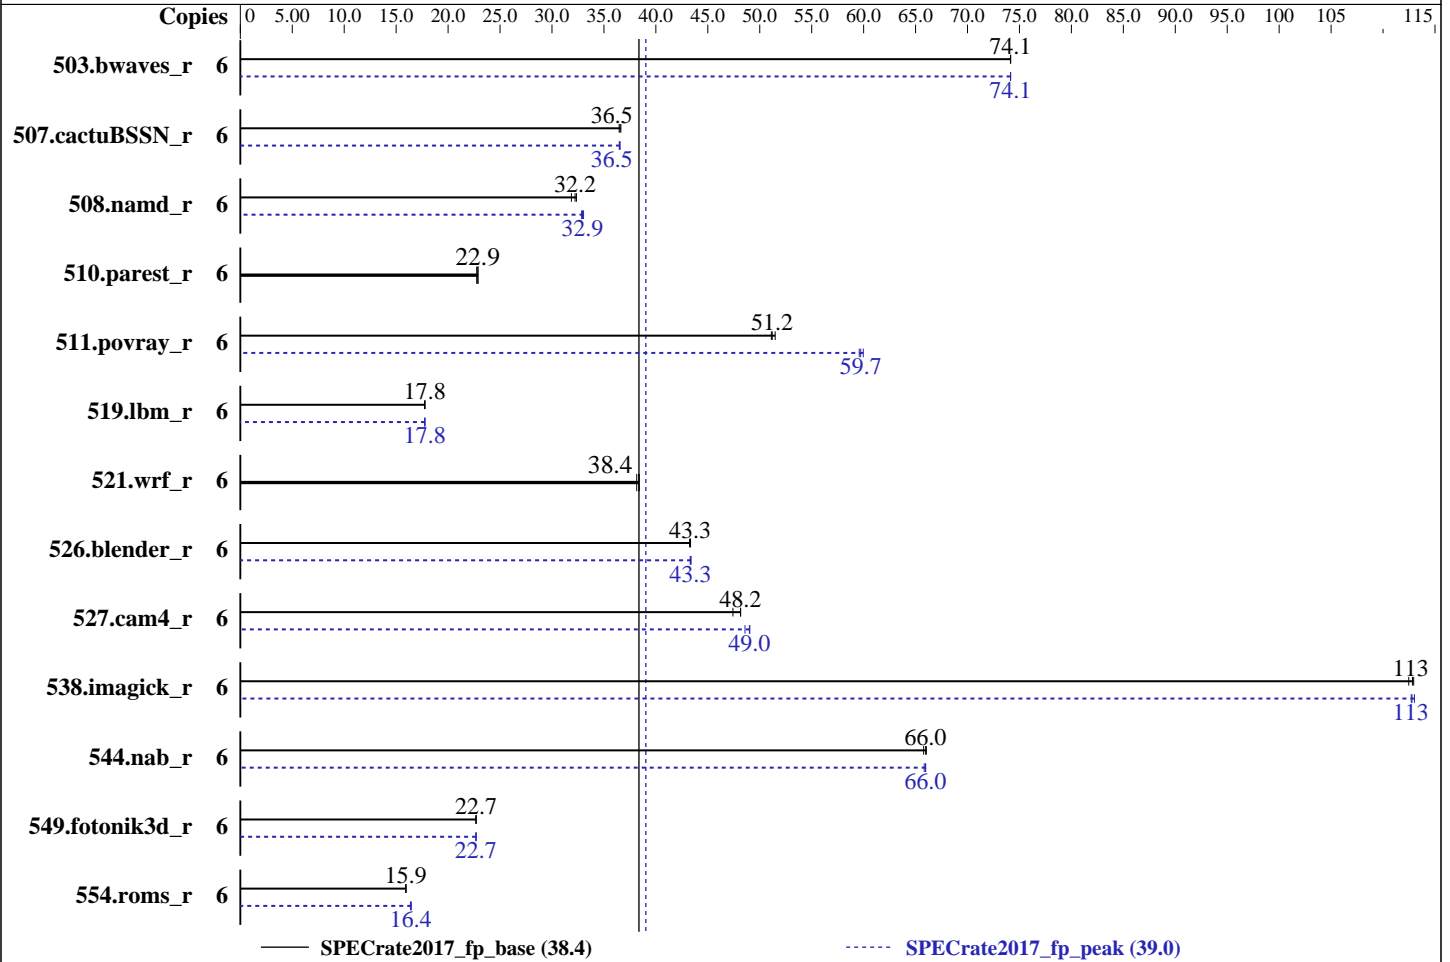 Copies 0 5.00 10.0 15.0 20.0 25.0 30.0 35.0 40.0 45.0 50.0 55.0 60.0 65.0 70.0 75.0 80.0 85.0 90.0 95.0 100 105 115
503.bwaves_r 6 74.1
74.1
507.cactuBSSN_r 6 36.5
36.5
508.namd_r 6 32.2
32.9
510.parest_r 6 22.9
511.povray_r 6 51.2
59.7
519.lbm_r 6 17.8
17.8
521.wrf_r 6 38.4
526.blender_r 6 43.3
43.3
527.cam4_r 6 48.2
49.0
538.imagick_r 6 113
113
544.nab_r 6 66.0
66.0
549.fotonik3d_r 6 22.7
22.7
554.roms_r 6 15.9
16.4
SPECrate2017_fp_base (38.4) SPECrate2017_fp_peak (39.0)